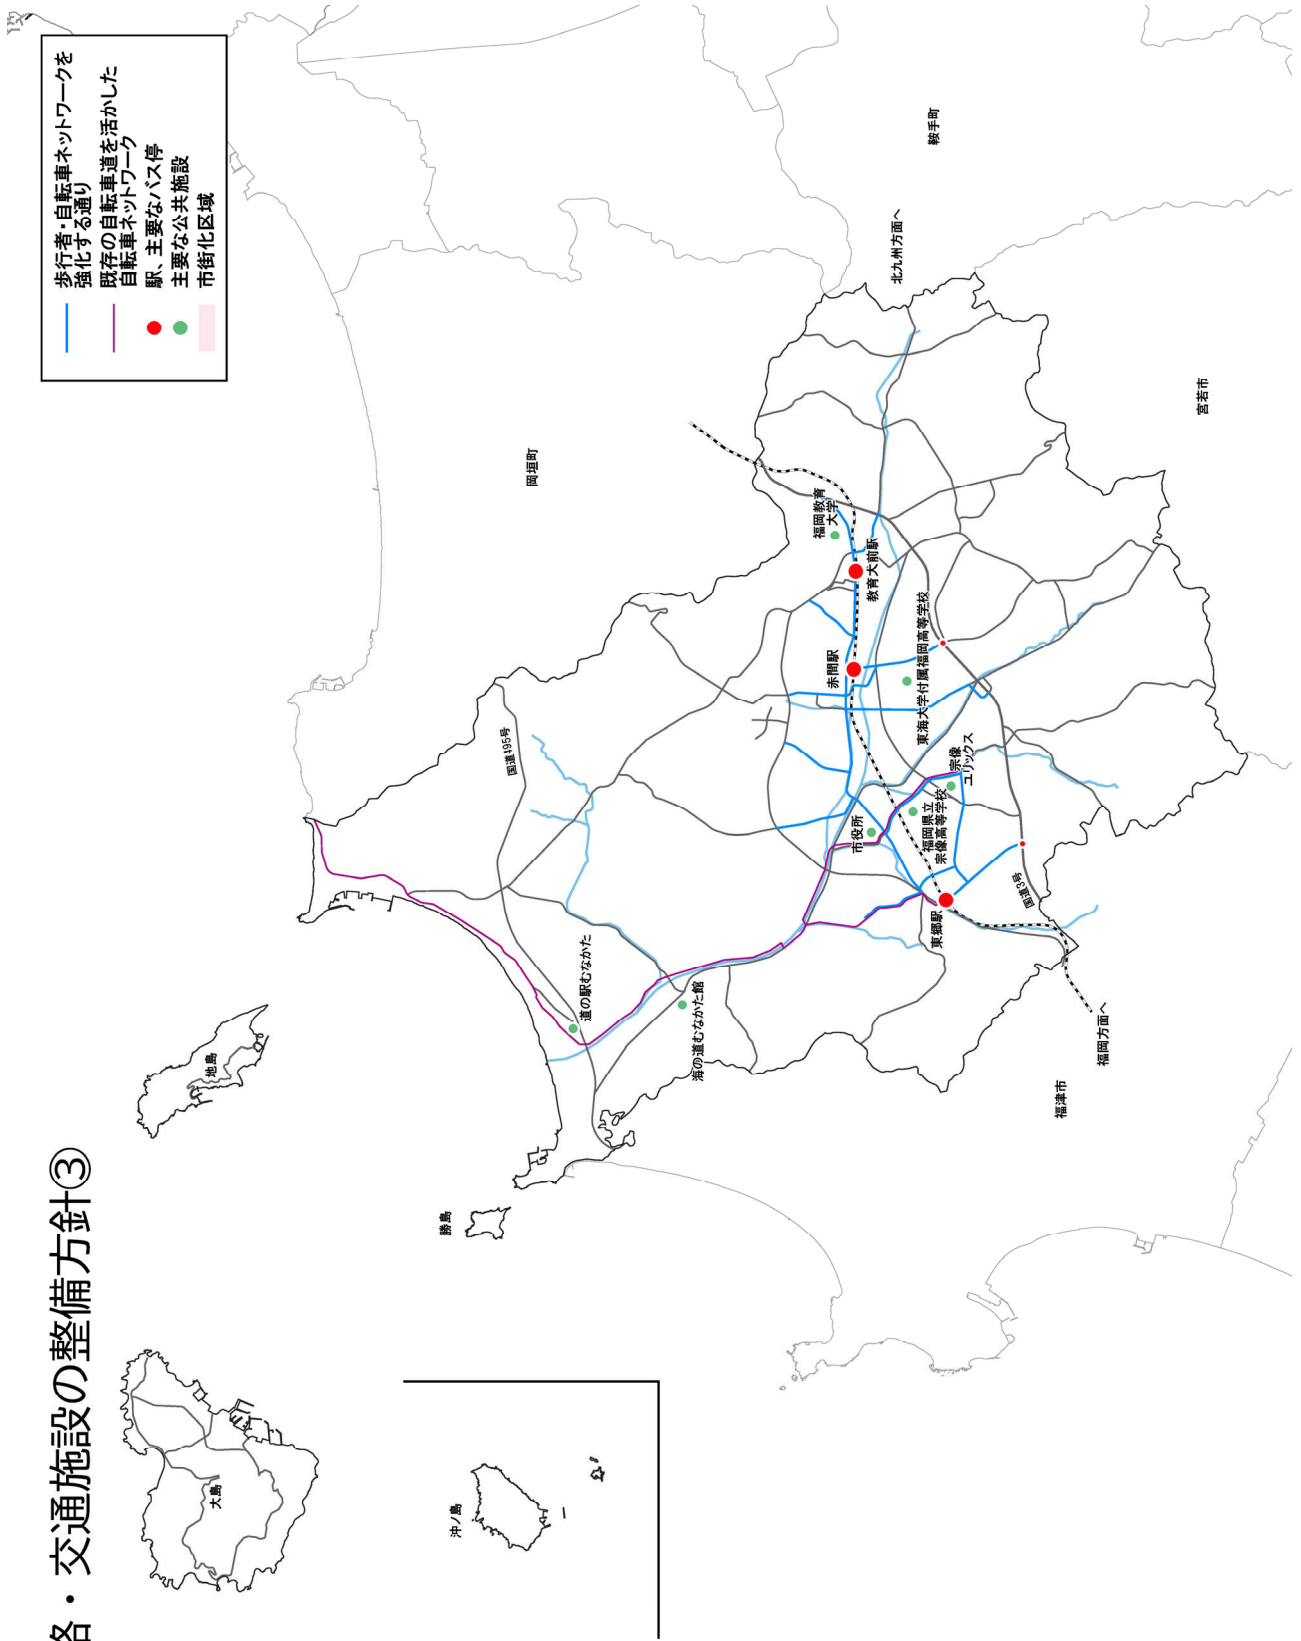 路・交通施設の整備方針③
歩行者・自転車ネットワークを
強化する通り
既存の自転車道を活かした
自転車ネットワーク
駅、主要なバス停
主要な公共施設
市街化区域
大島
沖ノ島
地島
勝島
岡垣町
鞍手町
北九州方面へ
宮若市
国道495号
道の駅むなかた
海の道むなかた館
福岡教育
大学
教育大前駅
赤間駅
東海大学付属福岡高等学校
市役所
福岡県立
宗像高等学校
宗像
ユリックス
東郷駅
国道3号
福岡方面へ
福津市